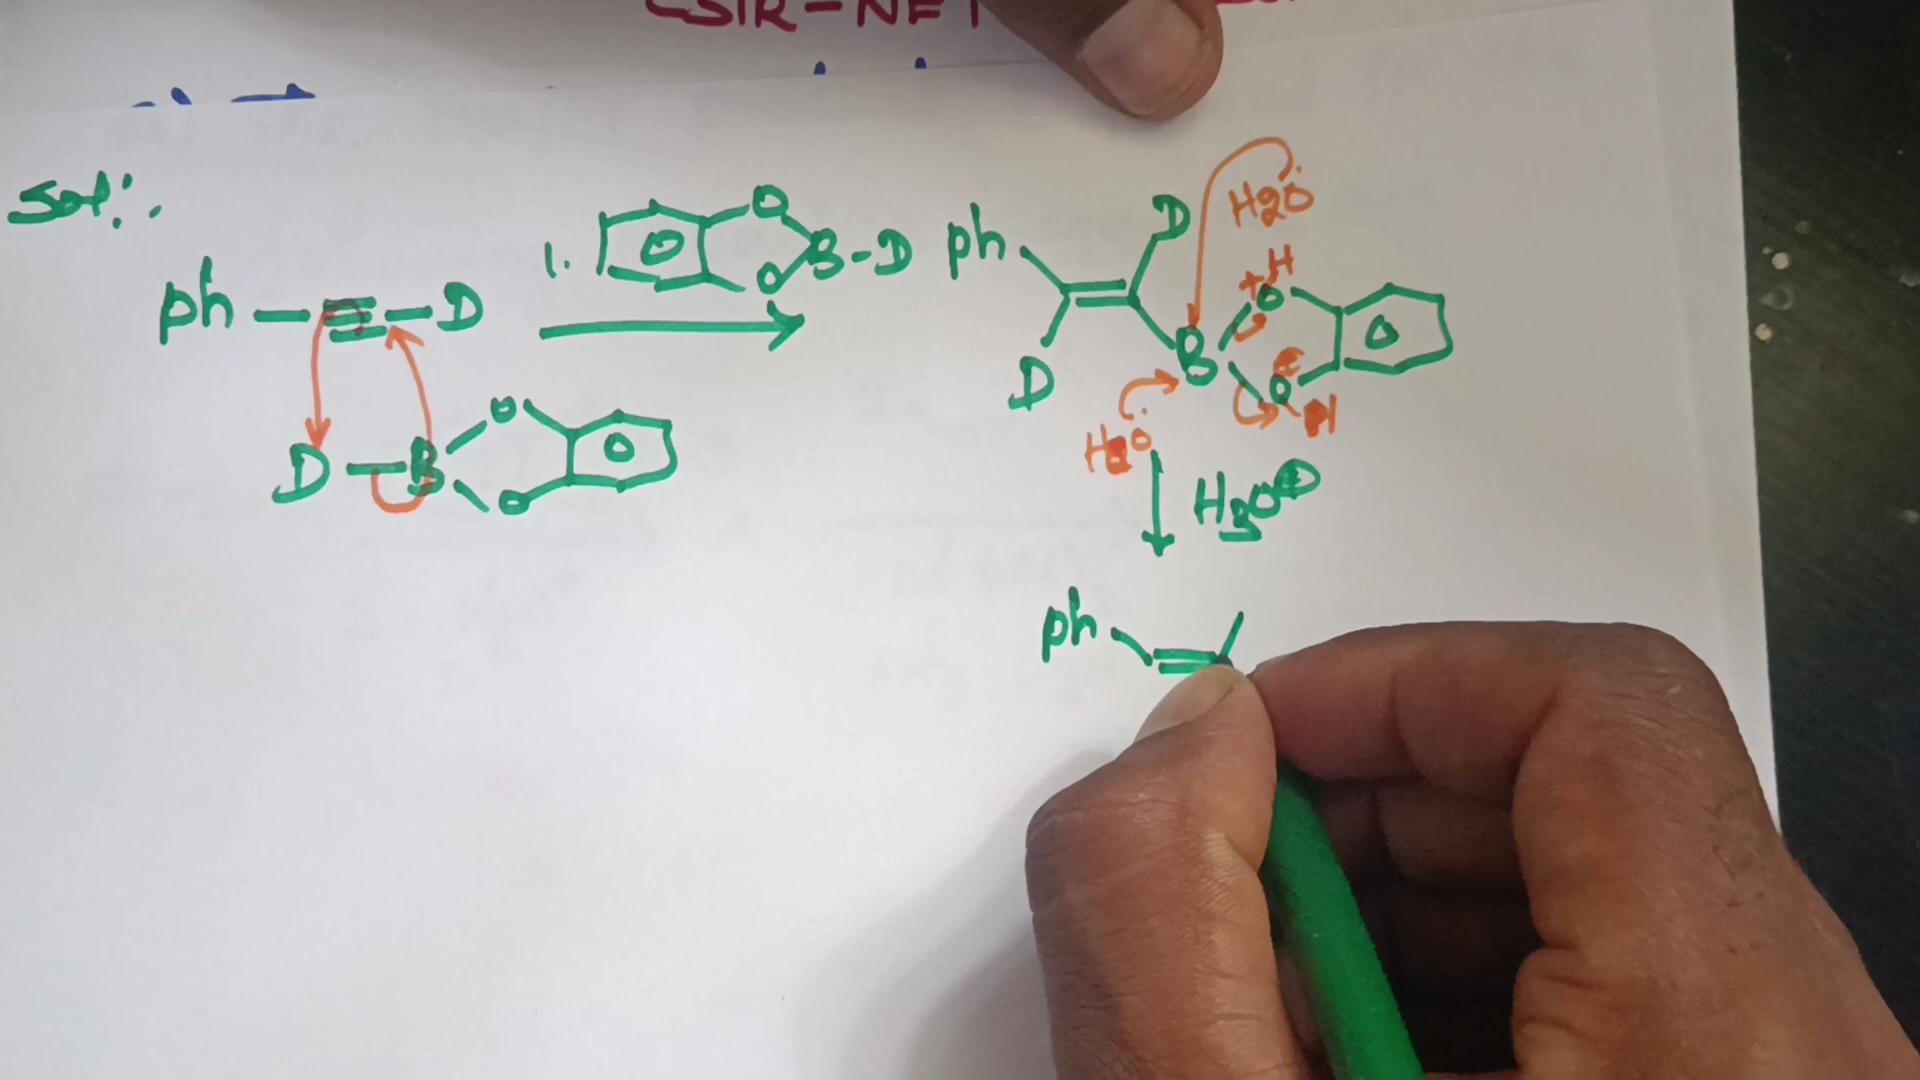 CSIR-NET
Sol:.
1.
O
O
B-D
Ph
D
D
Ph
D
B
O
O
H2O
+H
H2O
H
D
B
O
O
H3O⊕
Ph